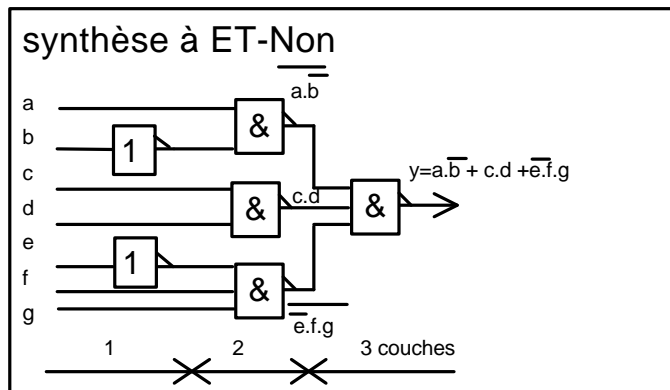 synthèse à ET-Non
a.b̅
a
b
c
d
e
f
g
1
1
&
&
&
&
c.d
e̅.f.g
y=a.b̅ + c.d +e̅.f.g
1 2 3 couches